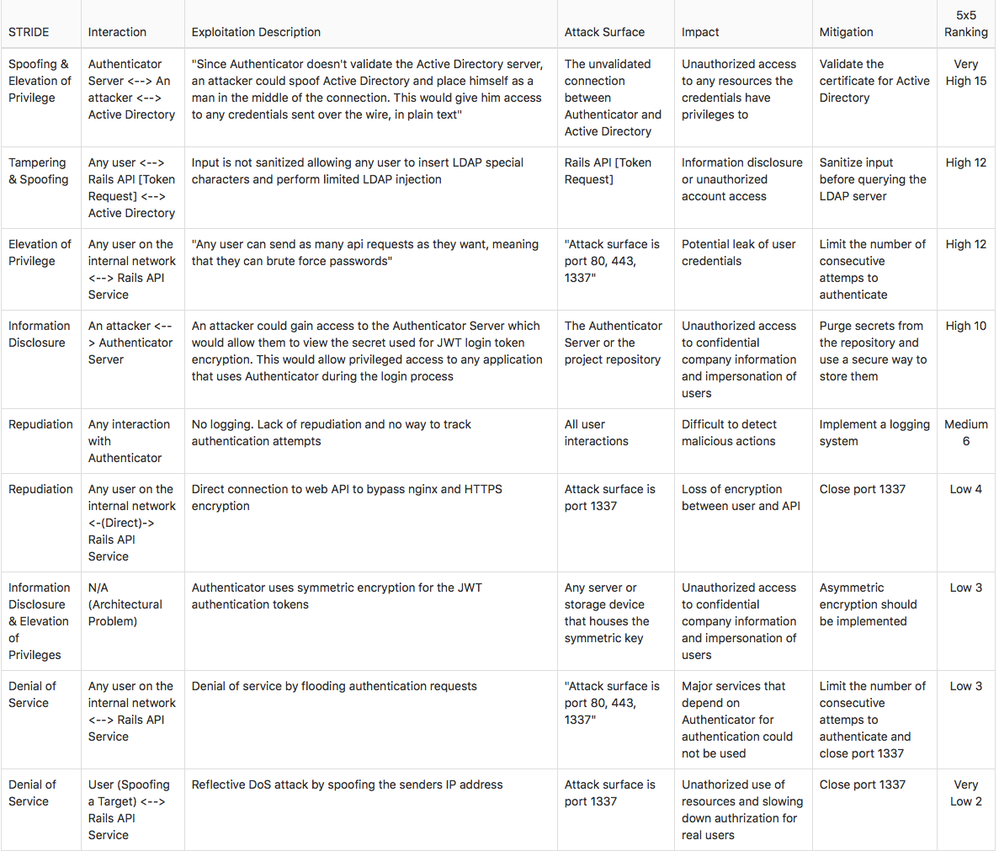 STRIDE
Interaction
Exploitation Description
Attack Surface
Impact
Mitigation
5x5
Ranking
Spoofing &
Elevation of
Privilege
Authenticator
Server <--> An
attacker <-->
Active Directory
"Since Authenticator doesn't validate the Active Directory server,
an attacker could spoof Active Directory and place himself as a
man in the middle of the connection. This would give him access
to any credentials sent over the wire, in plain text"
The unvalidated
connection
between
Authenticator and
Active Directory
Unauthorized access
to any resources the
credentials have
privileges to
Validate the
certificate for Active
Directory
Very
High 15
Tampering
& Spoofing
Any user <-->
Rails API [Token
Request] <-->
Active Directory
Input is not sanitized allowing any user to insert LDAP special
characters and perform limited LDAP injection
Rails API [Token
Request]
Information disclosure
or unauthorized
account access
Sanitize input
before querying the
LDAP server
High 12
Elevation of
Privilege
Any user on the
internal network
<--> Rails API
Service
"Any user can send as many api requests as they want, meaning
that they can brute force passwords"
"Attack surface is
port 80, 443,
1337"
Potential leak of user
credentials
Limit the number of
consecutive
attemps to
authenticate
High 12
Information
Disclosure
An attacker <--
> Authenticator
Server
An attacker could gain access to the Authenticator Server which
would allow them to view the secret used for JWT login token
encryption. This would allow privileged access to any application
that uses Authenticator during the login process
The Authenticator
Server or the
project repository
Unauthorized access
to confidential
company information
and impersonation of
users
Purge secrets from
the repository and
use a secure way to
store them
High 10
Repudiation
Any interaction
with
Authenticator
No logging. Lack of repudiation and no way to track
authentication attempts
All user
interactions
Difficult to detect
malicious actions
Implement a logging
system
Medium
6
Repudiation
Any user on the
internal network
<-(Direct)->
Rails API
Service
Direct connection to web API to bypass nginx and HTTPS
encryption
Attack surface is
port 1337
Loss of encryption
between user and API
Close port 1337
Low 4
Information
Disclosure
& Elevation
of
Privileges
N/A
(Architectural
Problem)
Authenticator uses symmetric encryption for the JWT
authentication tokens
Any server or
storage device
that houses the
symmetric key
Unauthorized access
to confidential
company information
and impersonation of
users
Asymmetric
encryption should
be implemented
Low 3
Denial of
Service
Any user on the
internal network
<--> Rails API
Service
Denial of service by flooding authentication requests
"Attack surface is
port 80, 443,
1337"
Major services that
depend on
Authenticator for
authentication could
not be used
Limit the number of
consecutive
attemps to
authenticate and
close port 1337
Low 3
Denial of
Service
User (Spoofing
a Target) <-->
Rails API
Service
Reflective DoS attack by spoofing the senders IP address
Attack surface is
port 1337
Unathorized use of
resources and slowing
down authrization for
real users
Close port 1337
Very
Low 2